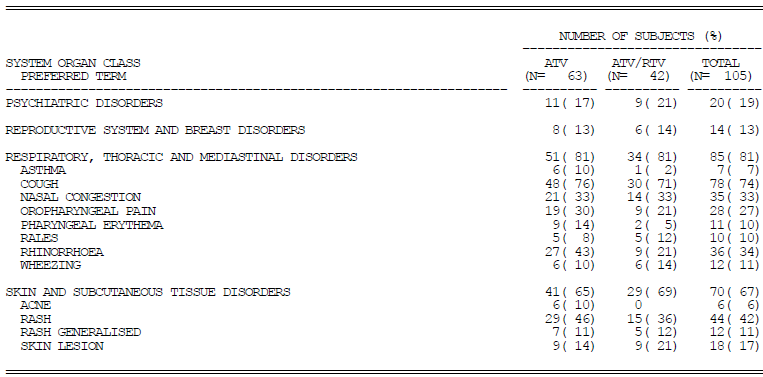 NUMBER OF SUBJECTS (%)
SYSTEM ORGAN CLASS ATV ATV/RTV TOTAL
PREFERRED TERM (N= 63) (N= 42) (N= 105)
PSYCHIATRIC DISORDERS 11( 17) 9( 21) 20( 19)
REPRODUCTIVE SYSTEM AND BREAST DISORDERS 8( 13) 6( 14) 14( 13)
RESPIRATORY, THORACIC AND MEDIASTINAL DISORDERS 51( 81) 34( 81) 85( 81)
ASTHMA 6( 10) 1( 2) 7( 7)
COUGH 48( 76) 30( 71) 78( 74)
NASAL CONGESTION 21( 33) 14( 33) 35( 33)
OROPHARYNGEAL PAIN 19( 30) 9( 21) 28( 27)
PHARYNGEAL ERYTHEMA 9( 14) 2( 5) 11( 10)
RALES 5( 8) 5( 12) 10( 10)
RHINORRHOEA 27( 43) 9( 21) 36( 34)
WHEEZING 6( 10) 6( 14) 12( 11)
SKIN AND SUBCUTANEOUS TISSUE DISORDERS 41( 65) 29( 69) 70( 67)
ACNE 6( 10) 0 6( 6)
RASH 29( 46) 15( 36) 44( 42)
RASH GENERALISED 7( 11) 5( 12) 12( 11)
SKIN LESION 9( 14) 9( 21) 18( 17)